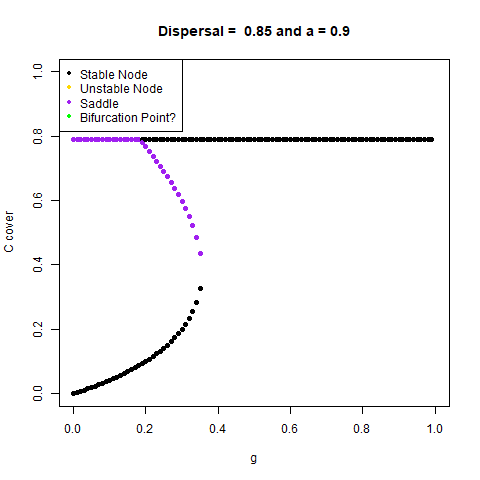 Dispersal =  0.85 and a = 0.9
Stable Node
Unstable Node
Saddle
Bifurcation Point?
C cover
1.0
0.8
0.6
0.4
0.2
0.0
0.0 0.2 0.4 0.6 0.8 1.0
g